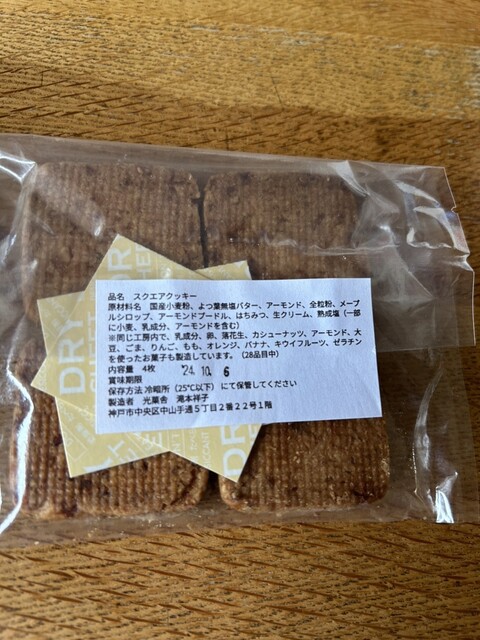 品名　スクエアクッキー
原材料名　国産小麦粉、よつ葉無塩バター、アーモンド、全粒粉、メープ
ルシロップ、アーモンドプードル、はちみつ、生クリーム、熟成塩（一部
に小麦、乳成分、アーモンドを含む）
※同じ工房内で、乳成分、卵、落花生、カシューナッツ、アーモンド、大
豆、ごま、りんご、もも、オレンジ、バナナ、キウイフルーツ、ゼラチン
を使ったお菓子も製造しています。（28品目中）
内容量　4枚
賞味期限　'24. 10. 6
保存方法 冷暗所（25℃以下）にて保管してください
製造者　光菓舎　滝本祥子
神戸市中央区中山手通５丁目２番２２号１階
DRY
DRY